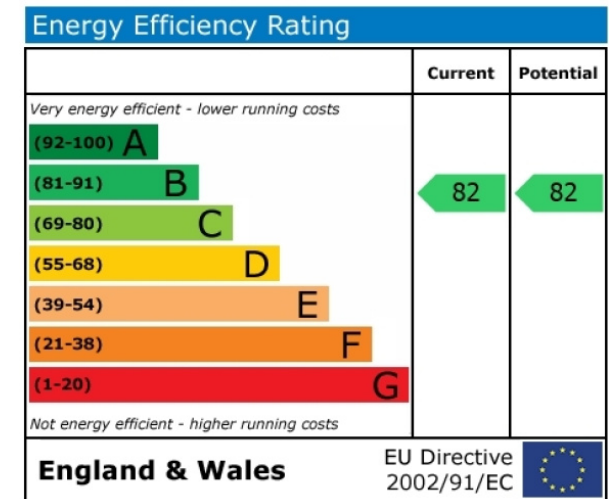 Energy Efficiency Rating
Current Potential
Very energy efficient - lower running costs
(92-100) A
(81-91) B
82 82
(69-80) C
(55-68) D
(39-54) E
(21-38) F
(1-20) G
Not energy efficient - higher running costs
England & Wales
EU Directive
2002/91/EC